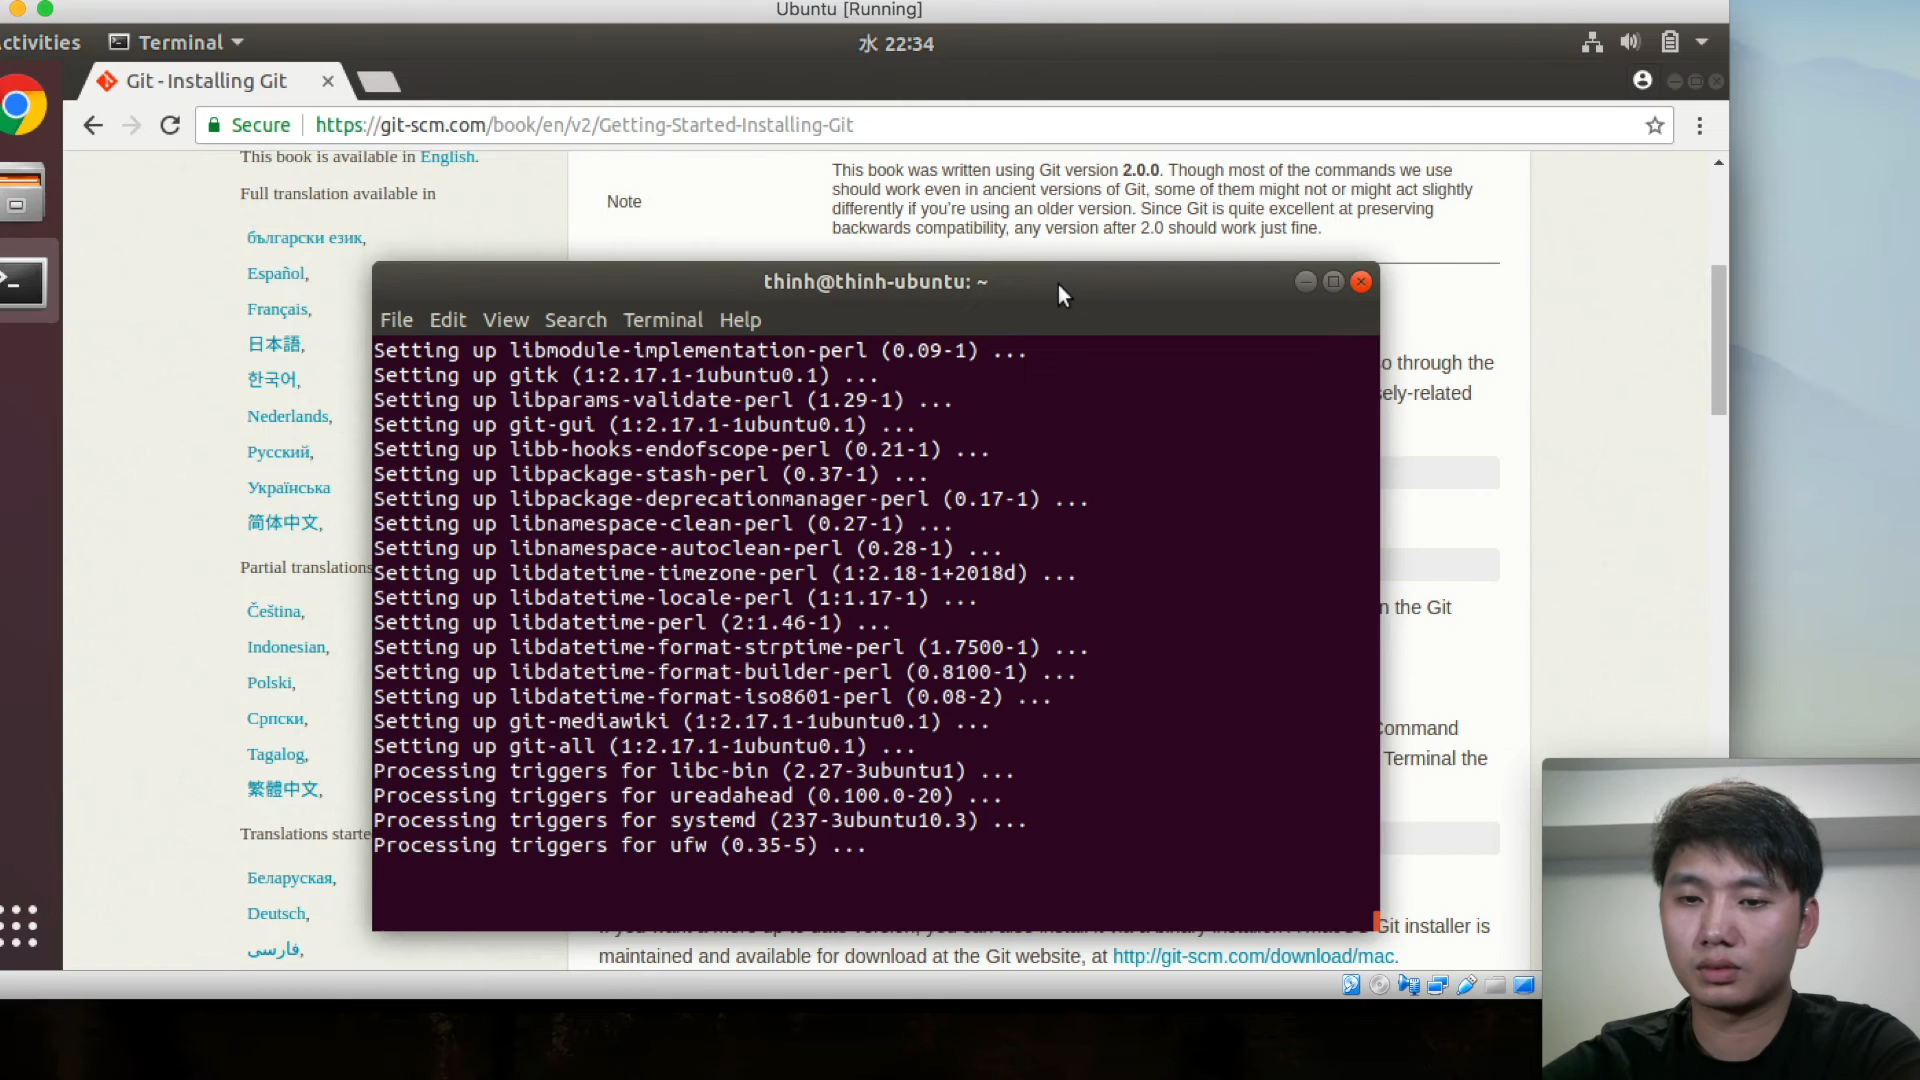 Ubuntu [Running]
ctivities
Terminal
水 22:34
Git - Installing Git
Secure
https://git-scm.com/book/en/v2/Getting-Started-Installing-Git
This book is available in English.
Full translation available in
български език,
Español,
Français,
日本語,
한국어,
Nederlands,
Русский,
Українська
简体中文,
Partial translations
Čeština,
Indonesian,
Polski,
Српски,
Tagalog,
繁體中文,
Translations starte
Беларуская,
Deutsch,
فارسی,
Note
This book was written using Git version 2.0.0. Though most of the commands we use
should work even in ancient versions of Git, some of them might not or might act slightly
differently if you're using an older version. Since Git is quite excellent at preserving
backwards compatibility, any version after 2.0 should work just fine.
thinh@thinh-ubuntu: ~
File Edit View Search Terminal Help
Setting up libmodule-implementation-perl (0.09-1) ...
Setting up gitk (1:2.17.1-1ubuntu0.1) ...
Setting up libparams-validate-perl (1.29-1) ...
Setting up git-gui (1:2.17.1-1ubuntu0.1) ...
Setting up libb-hooks-endofscope-perl (0.21-1) ...
Setting up libpackage-stash-perl (0.37-1) ...
Setting up libpackage-deprecationmanager-perl (0.17-1) ...
Setting up libnamespace-clean-perl (0.27-1) ...
Setting up libnamespace-autoclean-perl (0.28-1) ...
Setting up libdatetime-timezone-perl (1:2.18-1+2018d) ...
Setting up libdatetime-locale-perl (1:1.17-1) ...
Setting up libdatetime-perl (2:1.46-1) ...
Setting up libdatetime-format-strptime-perl (1.7500-1) ...
Setting up libdatetime-format-builder-perl (0.8100-1) ...
Setting up libdatetime-format-iso8601-perl (0.08-2) ...
Setting up git-mediawiki (1:2.17.1-1ubuntu0.1) ...
Setting up git-all (1:2.17.1-1ubuntu0.1) ...
Processing triggers for libc-bin (2.27-3ubuntu1) ...
Processing triggers for ureadahead (0.100.0-20) ...
Processing triggers for systemd (237-3ubuntu10.3) ...
Processing triggers for ufw (0.35-5) ...
o through the
sely-related
n the Git
Command
Terminal the
Git installer is
maintained and available for download at the Git website, at http://git-scm.com/download/mac.